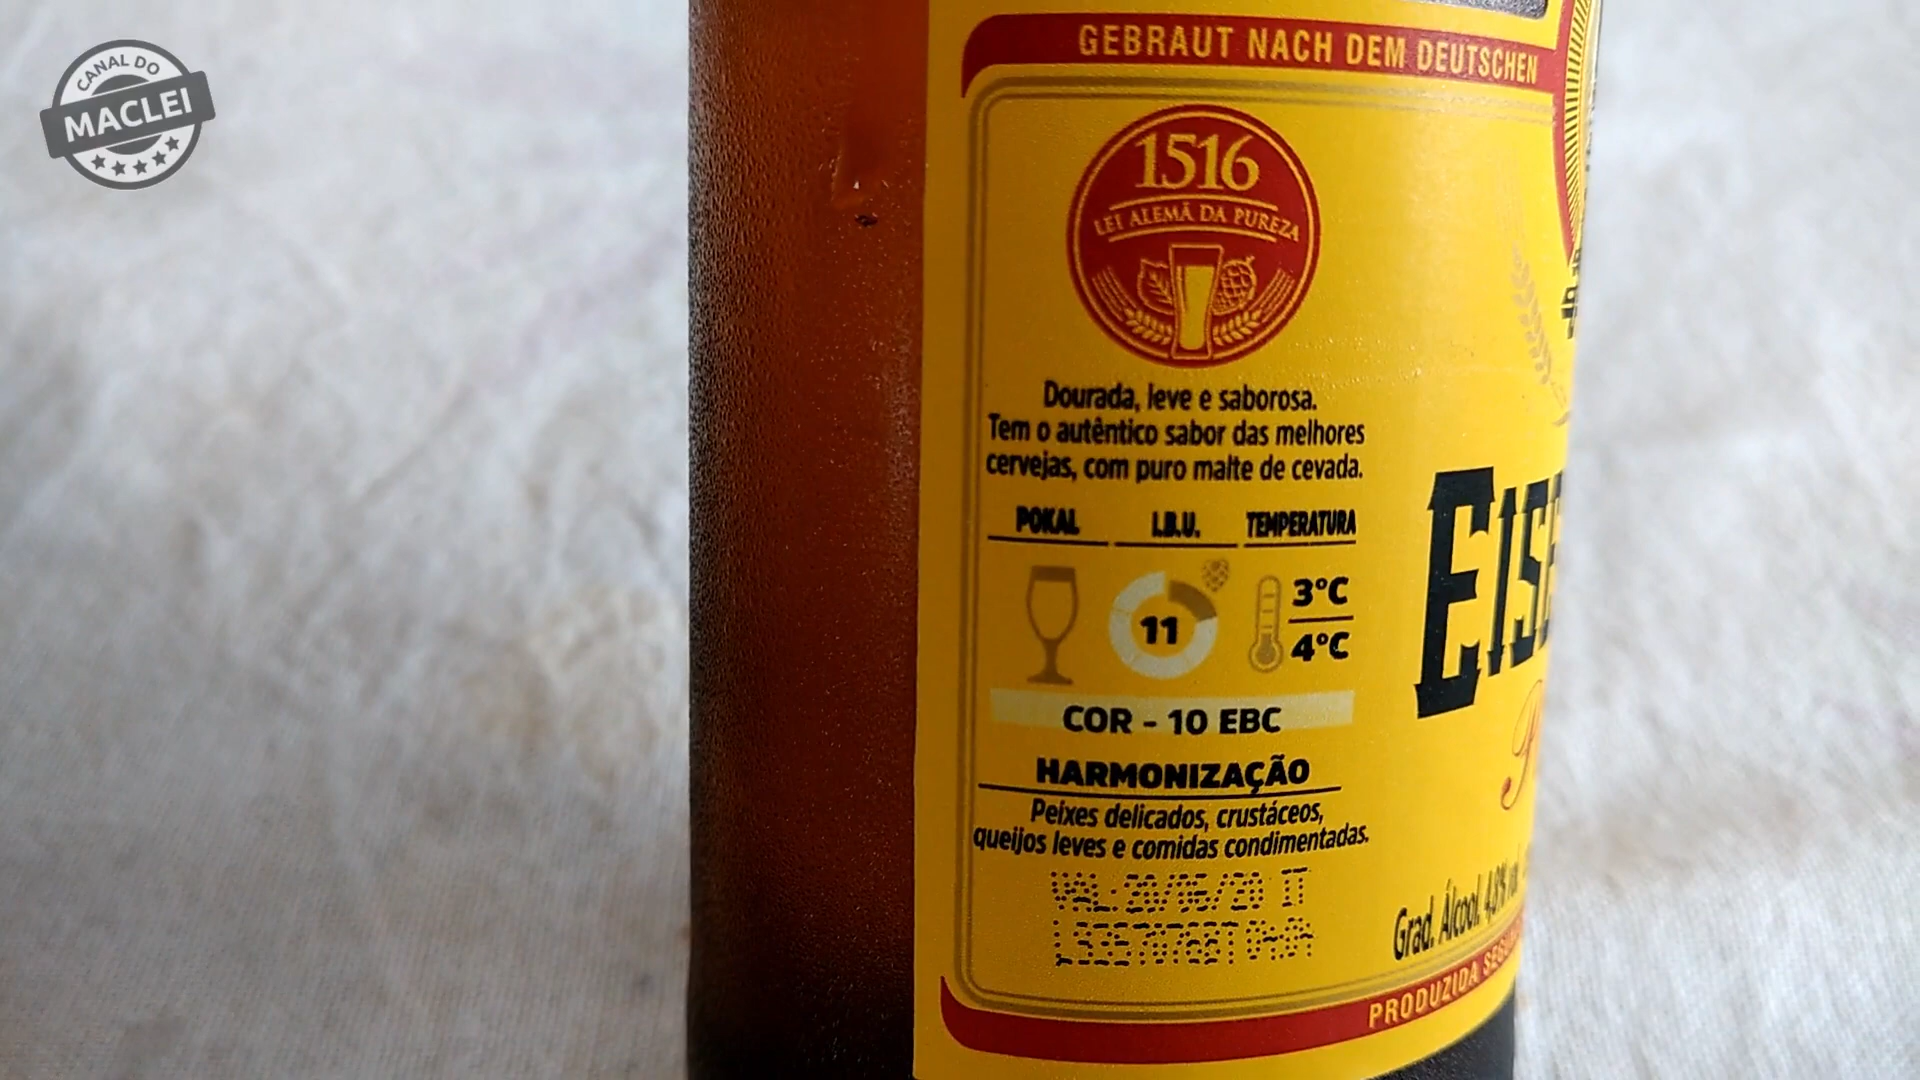 CANAL DO
MACLEI
GEBRAUT NACH DEM DEUTSCHEN
1516
LEI ALEMÃ DA PUREZA
Dourada, leve e saborosa.
Tem o autêntico sabor das melhores
cervejas, com puro malte de cevada.
POKAL I.B.U. TEMPERATURA
11
3°C
4°C
COR - 10 EBC
HARMONIZAÇÃO
Peixes delicados, crustáceos,
queijos leves e comidas condimentadas.
Grad. Álcool. 4,8%
PRODUZIDA